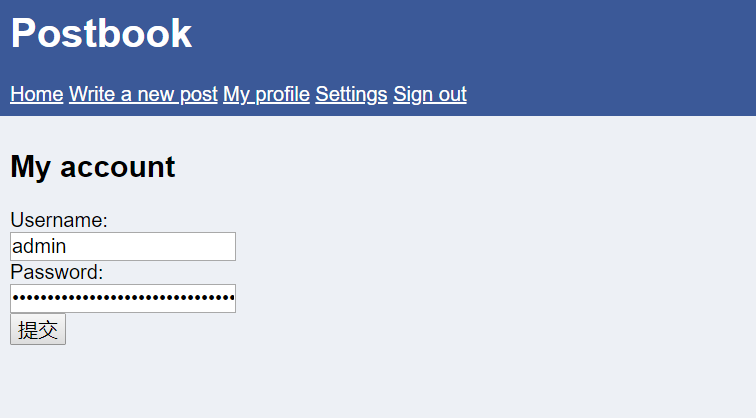 Postbook
Home Write a new post My profile Settings Sign out
My account
Username:
admin
Password:
提交